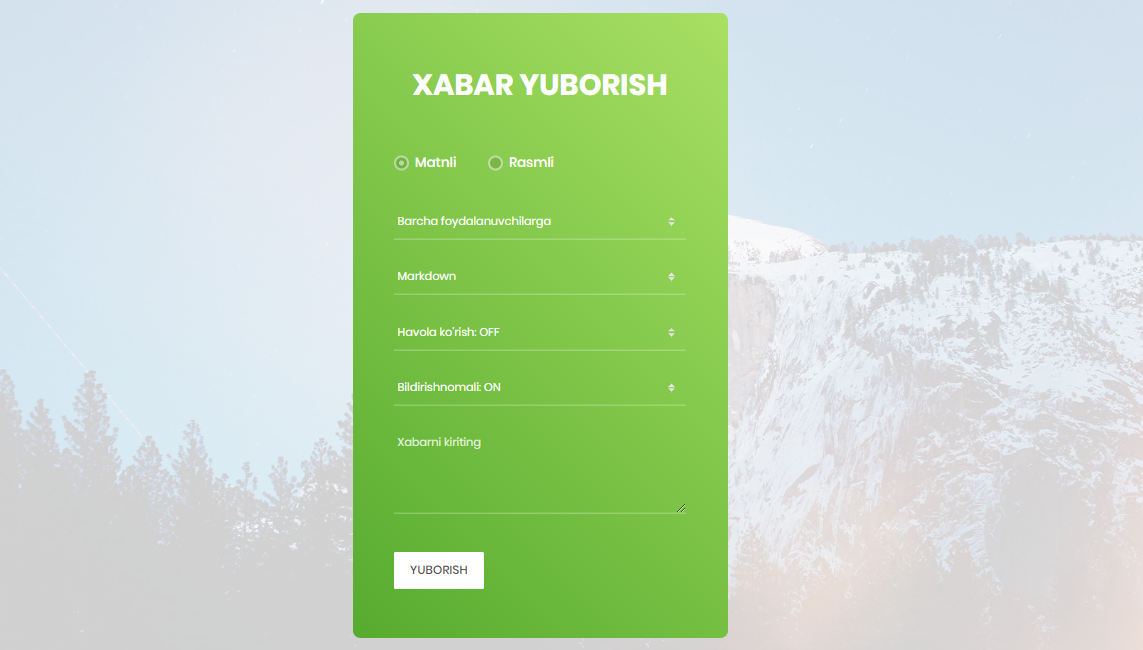 XABAR YUBORISH
Matnli Rasmli
Barcha foydalanuvchilarga
Markdown
Havola ko'rish: OFF
Bildirishnomali: ON
Xabarni kiriting
YUBORISH